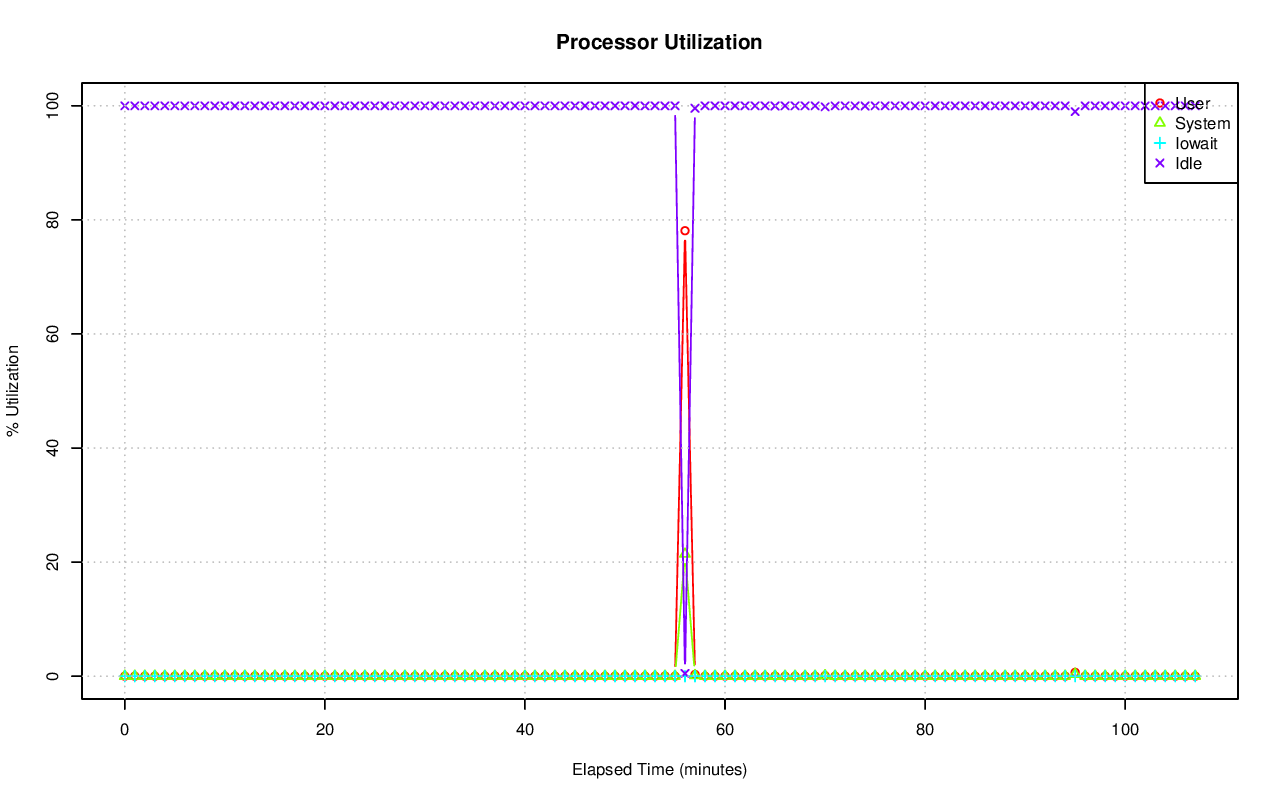 Processor Utilization
% Utilization
100
80
60
40
20
0
User
System
Iowait
Idle
0 20 40 60 80 100
Elapsed Time (minutes)